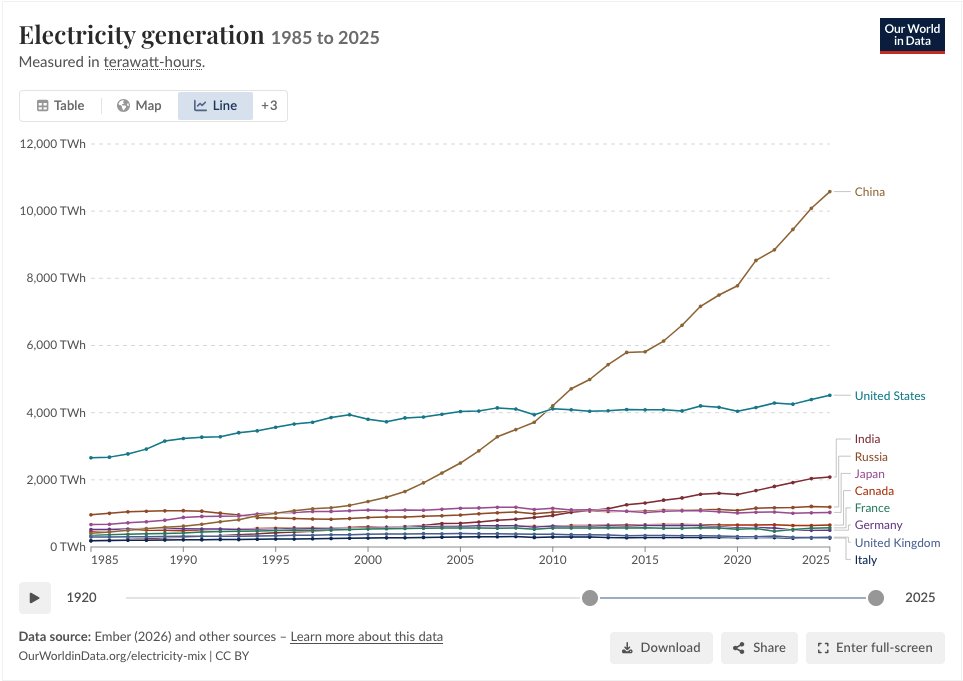 Electricity generation 1985 to 2025
Measured in terawatt-hours.
Our World
in Data
Table Map Line +3
12,000 TWh
10,000 TWh
8,000 TWh
6,000 TWh
4,000 TWh
2,000 TWh
0 TWh
China
United States
India
Russia
Japan
Canada
France
Germany
United Kingdom
Italy
1985 1990 1995 2000 2005 2010 2015 2020 2025
1920 2025
Data source: Ember (2026) and other sources – Learn more about this data
OurWorldinData.org/electricity-mix | CC BY
Download Share Enter full-screen